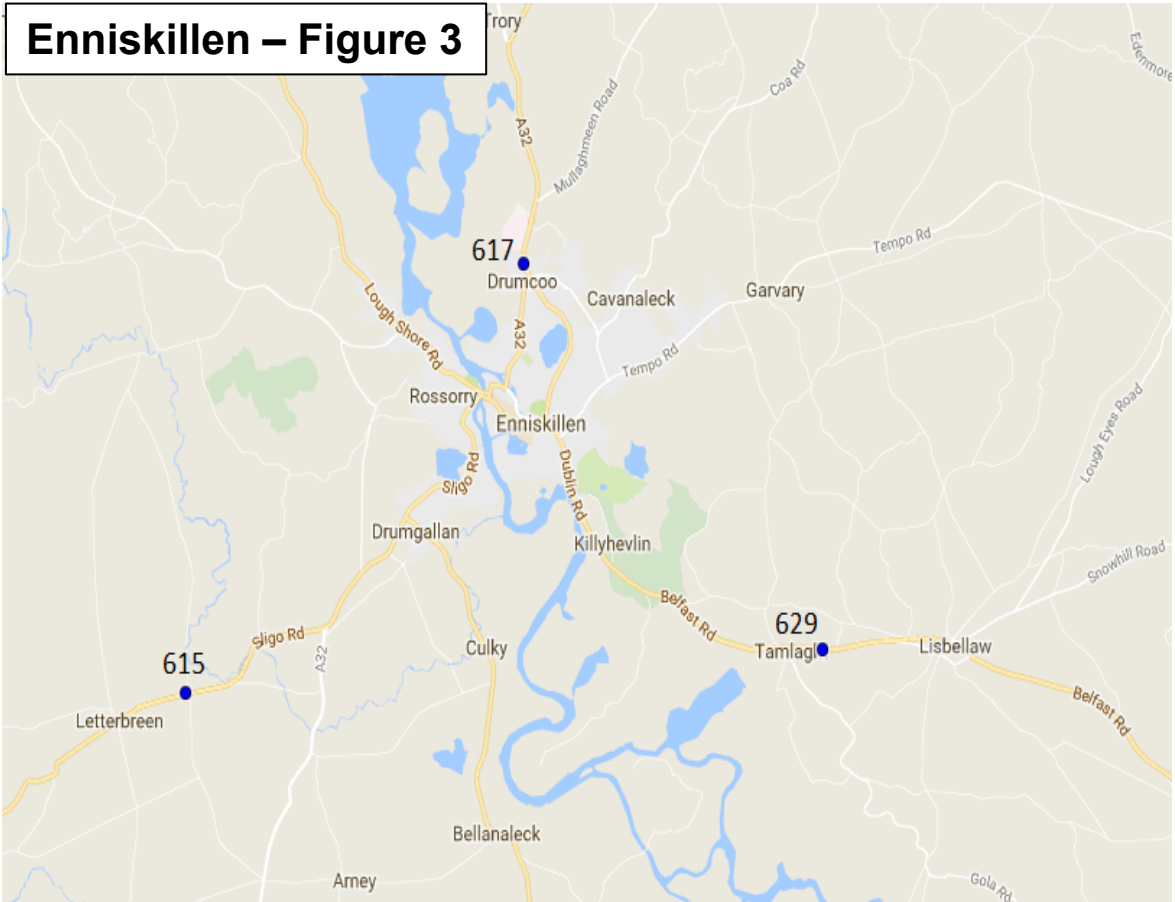 Enniskillen – Figure 3
Trory
Edenmore
Coa Rd
A32
Mullaghmeen Road
Tempo Rd
617
Drumcoo
Garvary
Cavanaleck
Lough Shore Rd
A32
Tempo Rd
Rossorry
Enniskillen
Lough Eyes Road
Sligo Rd
Dublin Rd
Drumgallan
Killyhevlin
Snowhill Road
Belfast Rd
629
Sligo Rd
A32
Culky
Tamlagh
Lisbellaw
615
Letterbreen
Belfast Rd
Bellanaleck
Arney
Gola Rd